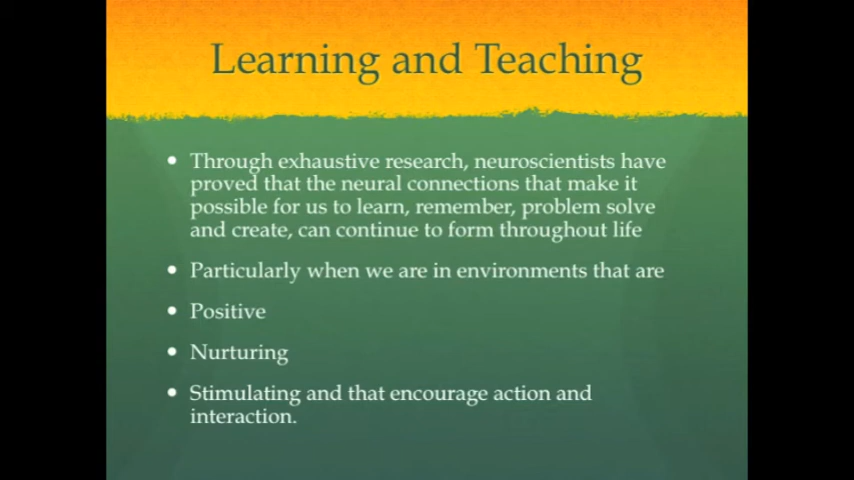 Learning and Teaching
• Through exhaustive research, neuroscientists have
proved that the neural connections that make it
possible for us to learn, remember, problem solve
and create, can continue to form throughout life
• Particularly when we are in environments that are
• Positive
• Nurturing
• Stimulating and that encourage action and
interaction.